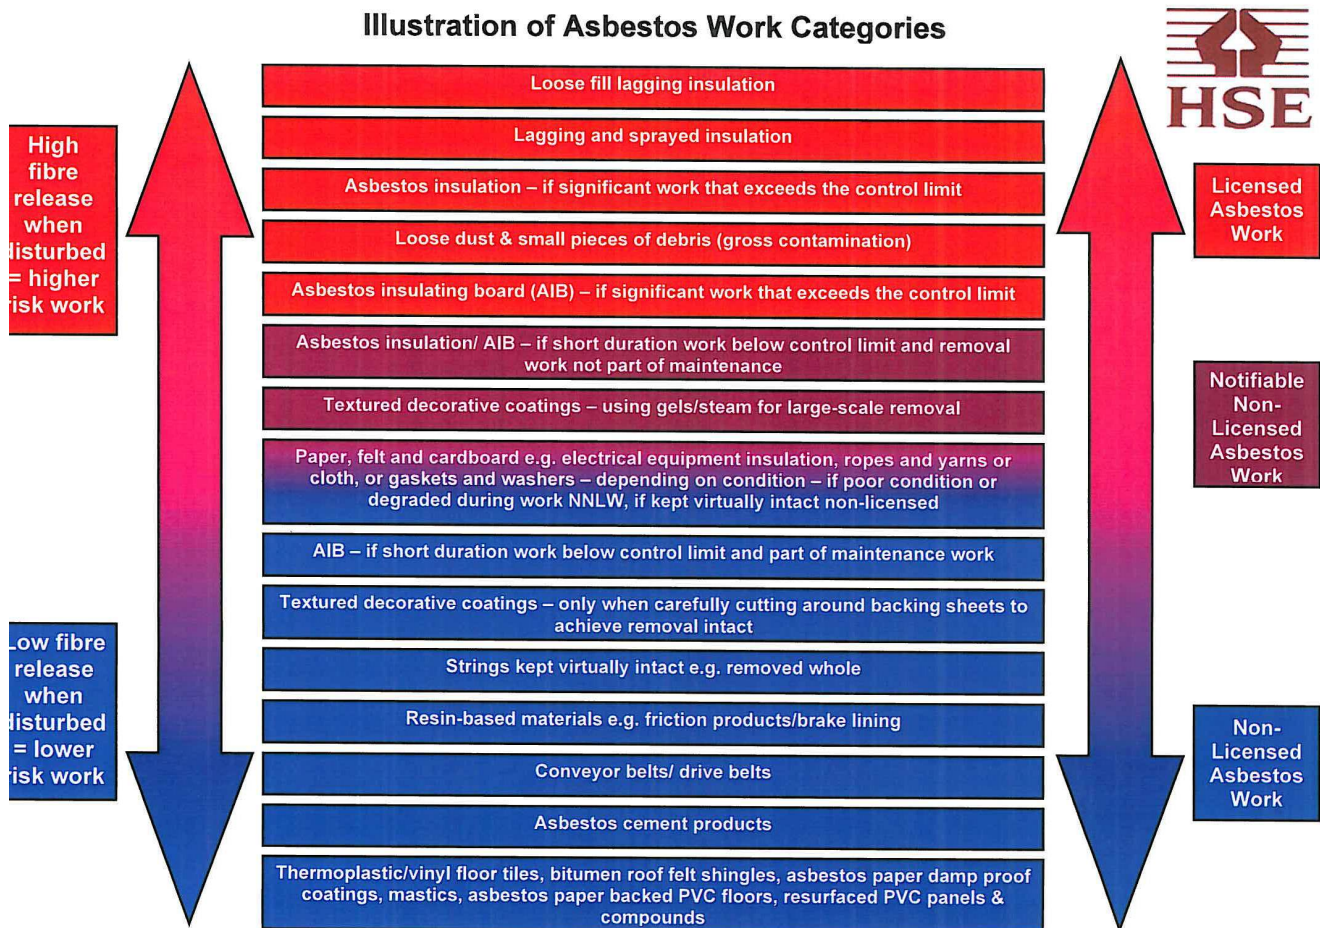 Illustration of Asbestos Work Categories
HSE
High
fibre
release
when
disturbed
= higher
risk work
Low fibre
release
when
disturbed
= lower
risk work
Loose fill lagging insulation
Lagging and sprayed insulation
Asbestos insulation – if significant work that exceeds the control limit
Loose dust & small pieces of debris (gross contamination)
Asbestos insulating board (AIB) – if significant work that exceeds the control limit
Asbestos insulation/ AIB – if short duration work below control limit and removal
work not part of maintenance
Textured decorative coatings – using gels/steam for large-scale removal
Paper, felt and cardboard e.g. electrical equipment insulation, ropes and yarns or
cloth, or gaskets and washers – depending on condition – if poor condition or
degraded during work NNLW, if kept virtually intact non-licensed
AIB – if short duration work below control limit and part of maintenance work
Textured decorative coatings – only when carefully cutting around backing sheets to
achieve removal intact
Strings kept virtually intact e.g. removed whole
Resin-based materials e.g. friction products/brake lining
Conveyor belts/ drive belts
Asbestos cement products
Thermoplastic/vinyl floor tiles, bitumen roof felt shingles, asbestos paper damp proof
coatings, mastics, asbestos paper backed PVC floors, resurfaced PVC panels &
compounds
Licensed
Asbestos
Work
Notifiable
Non-
Licensed
Asbestos
Work
Non-
Licensed
Asbestos
Work